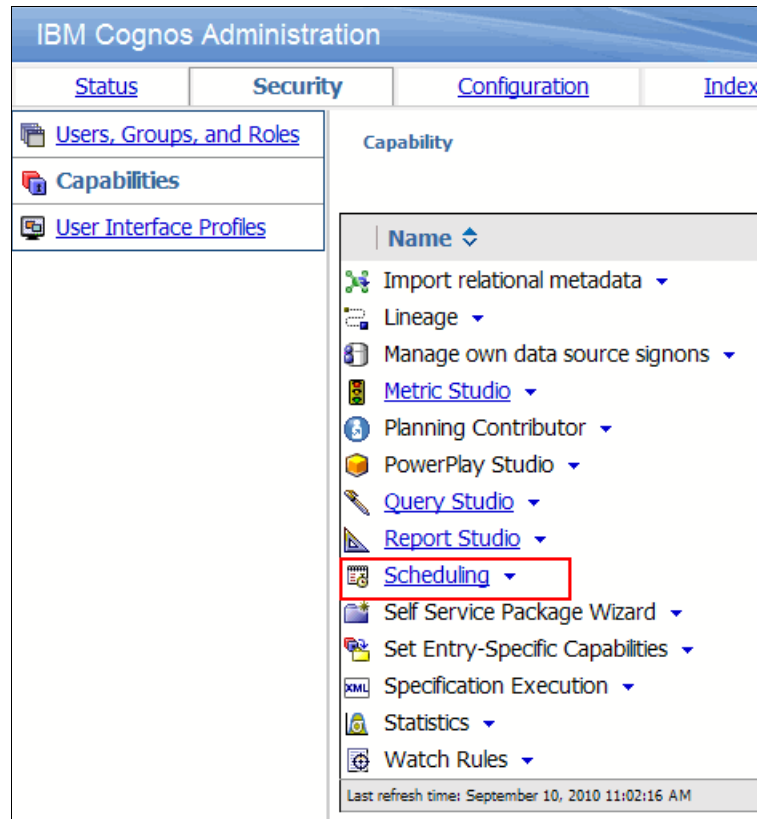 IBM Cognos Administration
Status Security Configuration Index
Users, Groups, and Roles
Capabilities
User Interface Profiles
Capability
Name
Import relational metadata
Lineage
Manage own data source signons
Metric Studio
Planning Contributor
PowerPlay Studio
Query Studio
Report Studio
Scheduling
Self Service Package Wizard
Set Entry-Specific Capabilities
XML Specification Execution
Statistics
Watch Rules
Last refresh time: September 10, 2010 11:02:16 AM